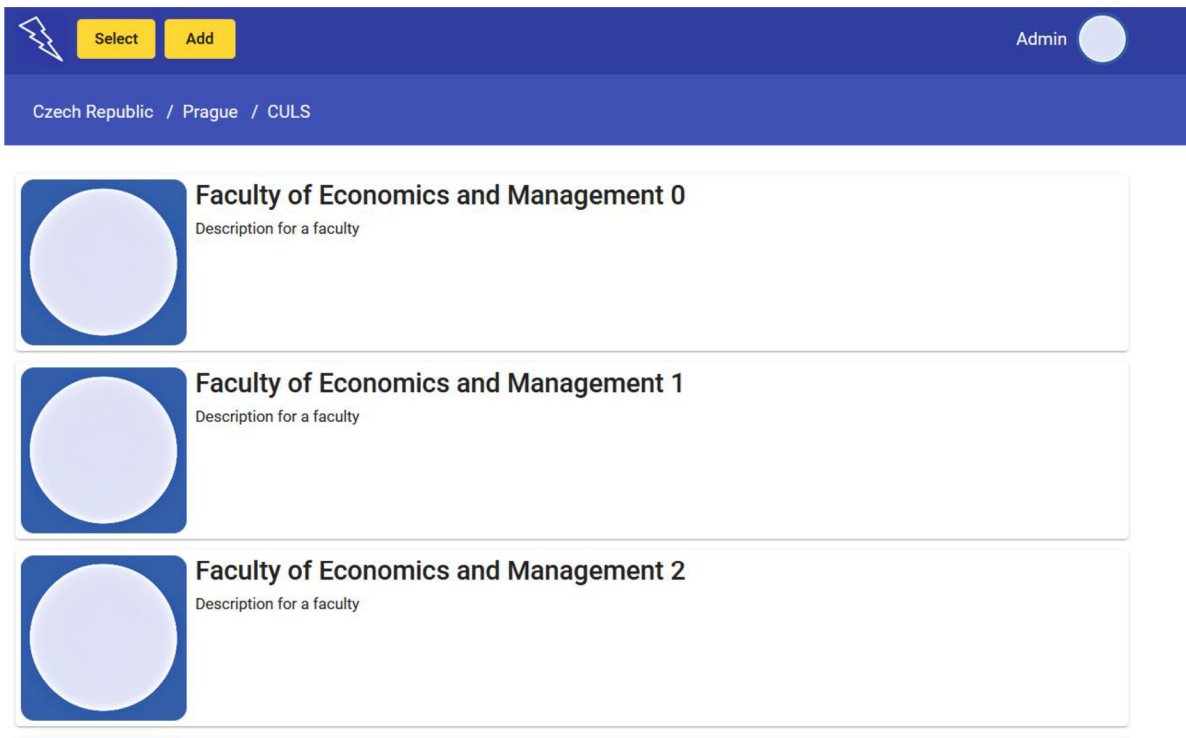 Select Add Admin
Czech Republic / Prague / CULS
Faculty of Economics and Management 0
Description for a faculty
Faculty of Economics and Management 1
Description for a faculty
Faculty of Economics and Management 2
Description for a faculty